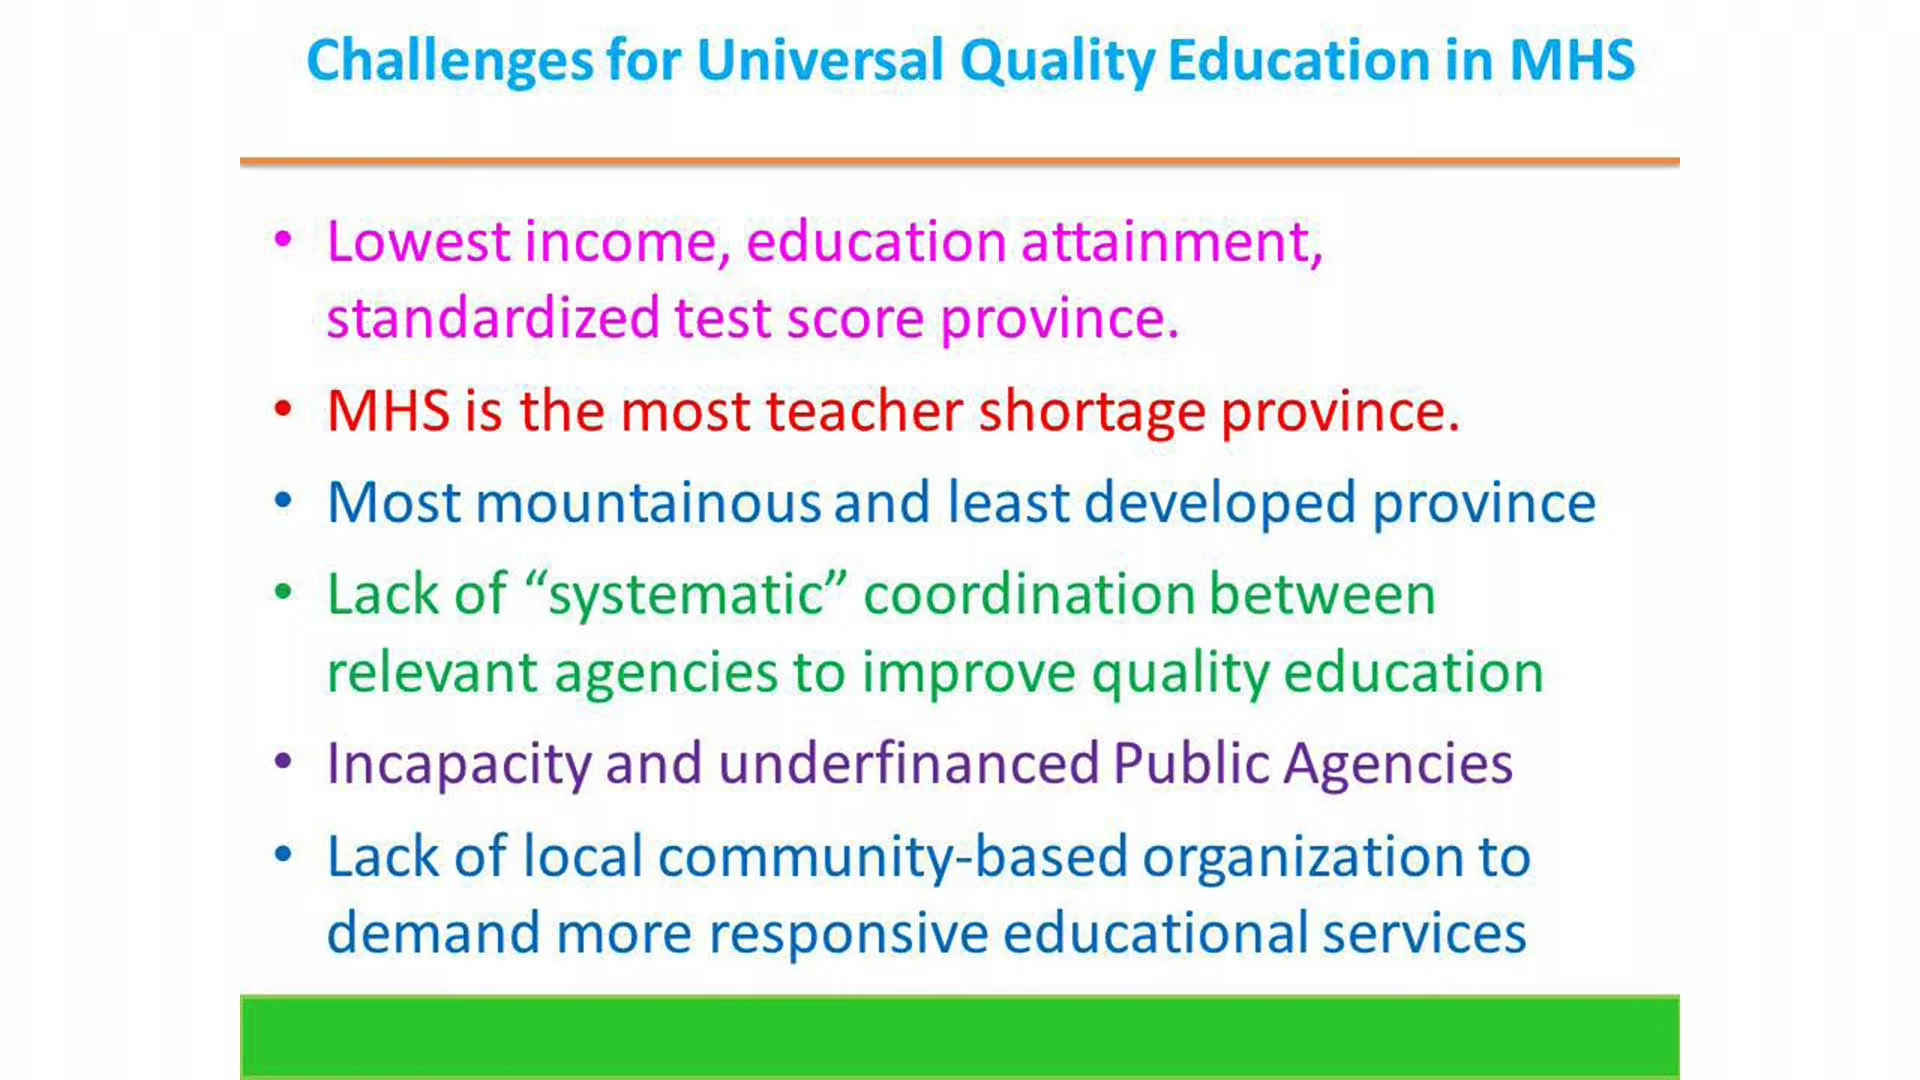 Challenges for Universal Quality Education in MHS
• Lowest income, education attainment,
standardized test score province.
• MHS is the most teacher shortage province.
• Most mountainous and least developed province
• Lack of “systematic” coordination between
relevant agencies to improve quality education
• Incapacity and underfinanced Public Agencies
• Lack of local community-based organization to
demand more responsive educational services